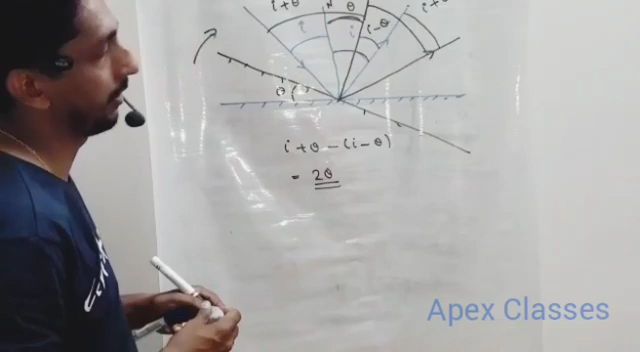 i+θ N θ i+θ
i i i-θ
θ
i+θ-(i-θ)
= 2θ
Apex Classes